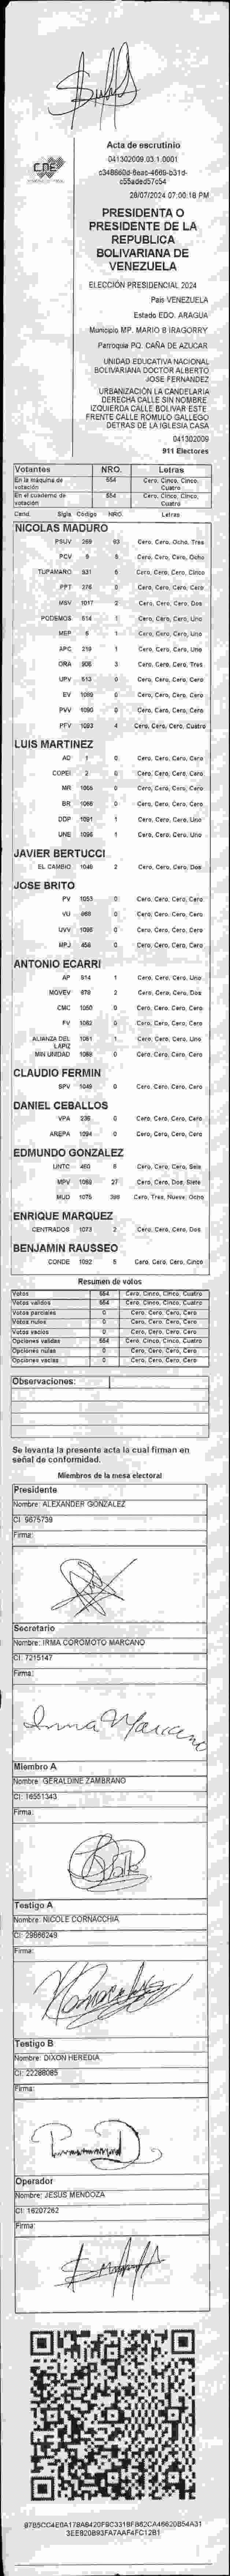 Acta de escrutinio
041302009.03.1.0001
28/07/2024 07:00:18 PM
CNE
PRESIDENTA O
PRESIDENTE DE LA
REPUBLICA
BOLIVARIANA DE
VENEZUELA
ELECCIÓN PRESIDENCIAL 2024
País VENEZUELA
Estado EDO. ARAGUA
Municipio MP. MARIO B IRAGORRY
Parroquia PQ. CAÑA DE AZUCAR
UNIDAD EDUCATIVA NACIONAL
BOLIVARIANA DOCTOR ALBERTO
JOSE FERNANDEZ
URBANIZACIÓN LA CANDELARIA
DERECHA CALLE SIN NOMBRE.
IZQUIERDA CALLE BOLIVAR ESTE.
FRENTE CALLE ROMULO GALLEGO
DETRAS DE LA IGLESIA CASA
041302009
911 Electores
Votantes NRO. Letras
En la máquina de votación 554 Cero, Cinco, Cinco, Cuatro
En el cuaderno de votación 554 Cero, Cinco, Cinco, Cuatro
Cand. Sigla Código NRO. Letras
NICOLAS MADURO
PSUV 269 83 Cero, Cero, Ocho, Tres
PCV Cero, Cero, Cero, Ocho
TUPAMARO 931 5 Cero, Cero, Cero, Cinco
PPT 276 0 Cero, Cero, Cero, Cero
MSV 1017 2 Cero, Cero, Cero, Dos
PODEMOS 514 1 Cero, Cero, Cero, Uno
MEP 1 Cero, Cero, Cero, Uno
APC 219 1 Cero, Cero, Cero, Uno
ORA 906 3 Cero, Cero, Cero, Tres
UPV 513 0 Cero, Cero, Cero, Cero
EV 1089 0 Cero, Cero, Cero, Cero
PVV 1090 0 Cero, Cero, Cero, Cero
PFV 1093 4 Cero, Cero, Cero, Cuatro
LUIS MARTINEZ
AD 1 0 Cero, Cero, Cero, Cero
COPEI 2 0 Cero, Cero, Cero, Cero
MR 1055 0 Cero, Cero, Cero, Cero
BR 1068 0 Cero, Cero, Cero, Cero
DDP 1091 1 Cero, Cero, Cero, Uno
UNE 1096 1 Cero, Cero, Cero, Uno
JAVIER BERTUCCI
EL CAMBIO 1048 2 Cero, Cero, Cero, Dos
JOSE BRITO
PV 1053 0 Cero, Cero, Cero, Cero
VU 968 0 Cero, Cero, Cero, Cero
UVV 1098 0 Cero, Cero, Cero, Cero
MPJ 458 0 Cero, Cero, Cero, Cero
ANTONIO ECARRI
AP 914 1 Cero, Cero, Cero, Uno
MOVEV 979 2 Cero, Cero, Cero, Dos
CMC 1050 0 Cero, Cero, Cero, Cero
FV 1062 0 Cero, Cero, Cero, Cero
ALIANZA DEL LAPIZ 1081 1 Cero, Cero, Cero, Uno
MIN UNIDAD 1088 0 Cero, Cero, Cero, Cero
CLAUDIO FERMIN
SPV 1049 0 Cero, Cero, Cero, Cero
DANIEL CEBALLOS
VPA 236 0 Cero, Cero, Cero, Cero
AREPA 1094 0 Cero, Cero, Cero, Cero
EDMUNDO GONZALEZ
UNTC 460 6 Cero, Cero, Cero, Seis
MPV 1089 27 Cero, Cero, Dos, Siete
MUD 1075 398 Cero, Tres, Nueve, Ocho
ENRIQUE MARQUEZ
CENTRADOS 1073 2 Cero, Cero, Cero, Dos
BENJAMIN RAUSSEO
CONDE 1092 5 Cero, Cero, Cero, Cinco
Resumen de votos
Votos 554 Cero, Cinco, Cinco, Cuatro
Votos validos 554 Cero, Cinco, Cinco, Cuatro
Votos parciales 0 Cero, Cero, Cero, Cero
Votos nulos 0 Cero, Cero, Cero, Cero
Votos vacios 0 Cero, Cero, Cero, Cero
Opciones validas 554 Cero, Cinco, Cinco, Cuatro
Opciones nulas 0 Cero, Cero, Cero, Cero
Opciones vacias 0 Cero, Cero, Cero, Cero
Observaciones:
Se levanta la presente acta la cual firman en
señal de conformidad.
Miembros de la mesa electoral
Presidente
Nombre: ALEXANDER GONZALEZ
CI: 9675739
Firma:
Secretario
Nombre: IRMA COROMOTO MARCANO
CI: 7215147
Firma:
Irma Marcano
Miembro A
Nombre: GERALDINE ZAMBRANO
CI: 16551343
Firma:
Testigo A
Nombre: NICOLE CORNACCHIA
CI: 29866249
Firma:
Testigo B
Nombre: DIXON HEREDIA
CI: 22288085
Firma:
Operador
Nombre: JESUS MENDOZA
CI: 16207262
Firma: